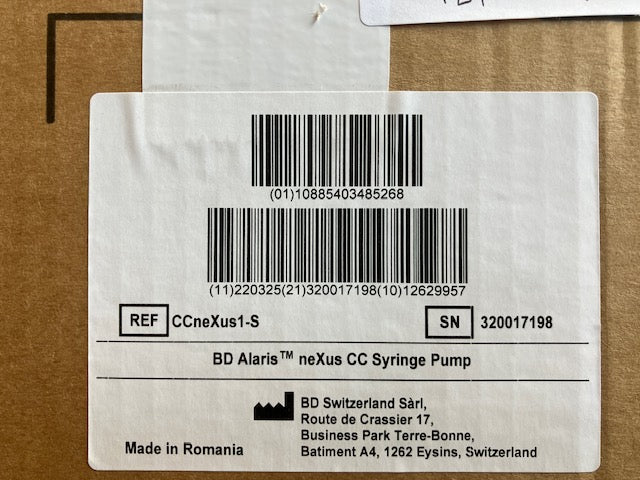 (01)10885403485268
(11)220325(21)320017198(10)12629957
REF CCneXus1-S SN 320017198
BD Alaris™ neXus CC Syringe Pump
BD Switzerland Sàrl,
Route de Crassier 17,
Business Park Terre-Bonne,
Batiment A4, 1262 Eysins, Switzerland
Made in Romania